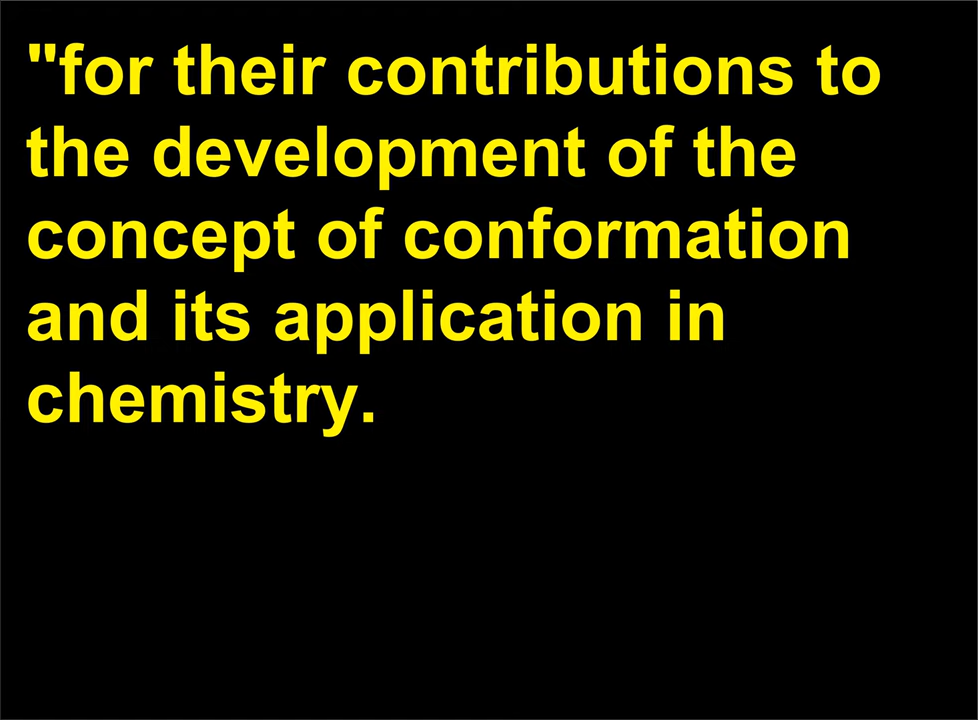 "for their contributions to
the development of the
concept of conformation
and its application in
chemistry.